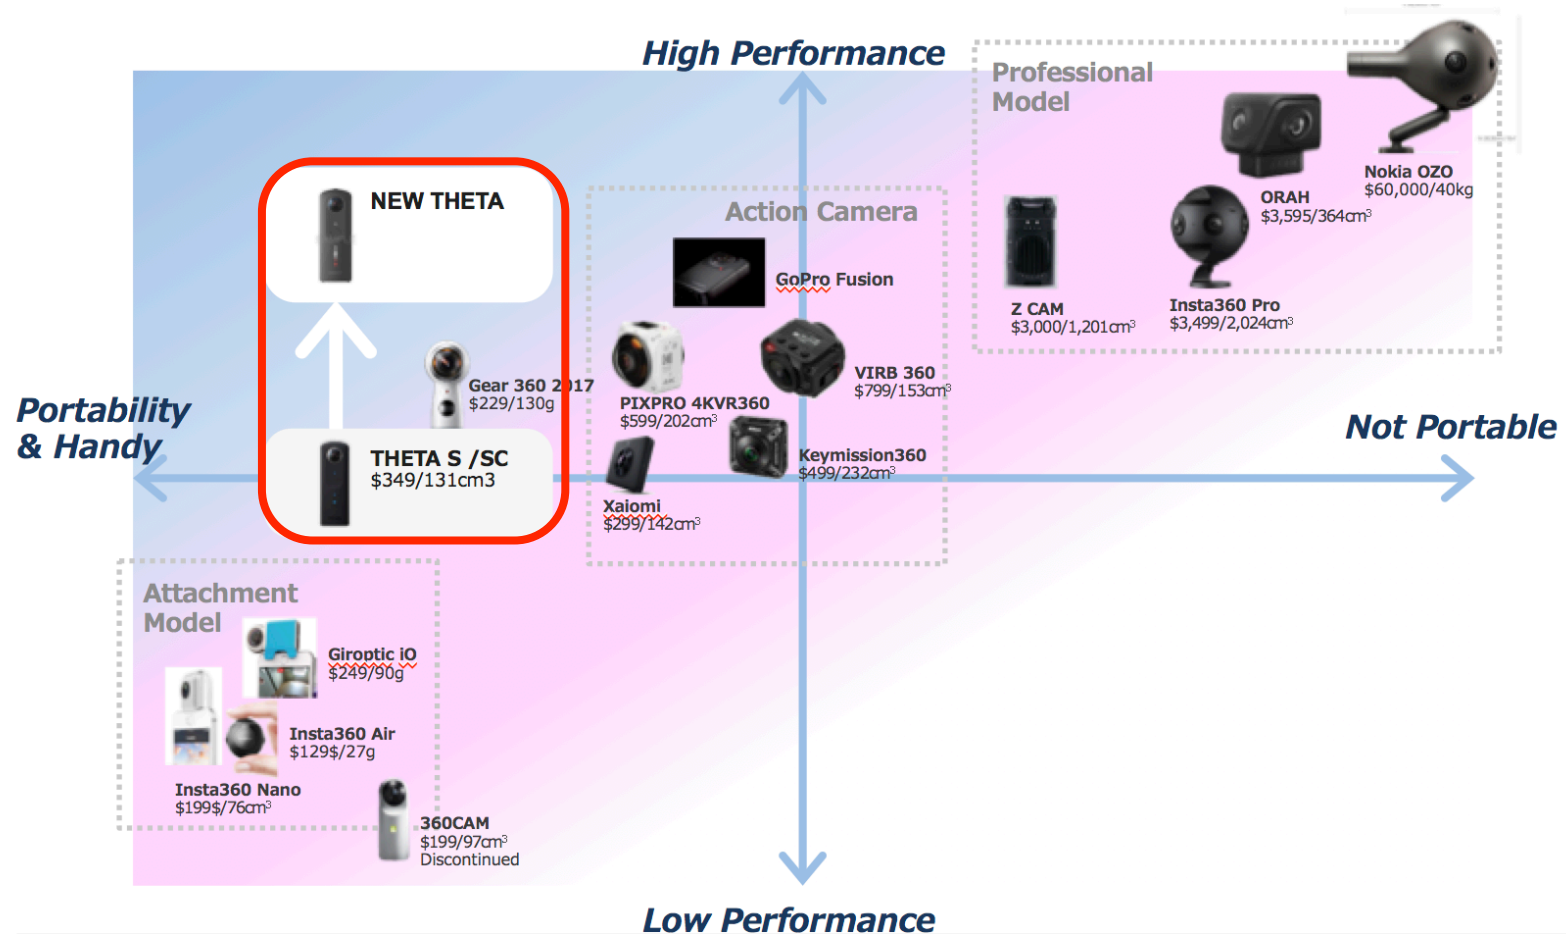 High Performance
Professional
Model
Nokia OZO
$60,000/40kg
ORAH
$3,595/364cm³
Z CAM
$3,000/1,201cm³
Insta360 Pro
$3,499/2,024cm³
NEW THETA
Action Camera
GoPro Fusion
VIRB 360
$799/153cm³
PIXPRO 4KVR360
$599/202cm³
Gear 360 2017
$229/130g
Portability
& Handy
Not Portable
THETA S /SC
$349/131cm3
Keymission360
$499/232cm³
Xaiomi
$299/142cm³
Attachment
Model
Giroptic iO
$249/90g
Insta360 Air
$129$/27g
Insta360 Nano
$199$/76cm³
360CAM
$199/97cm³
Discontinued
Low Performance